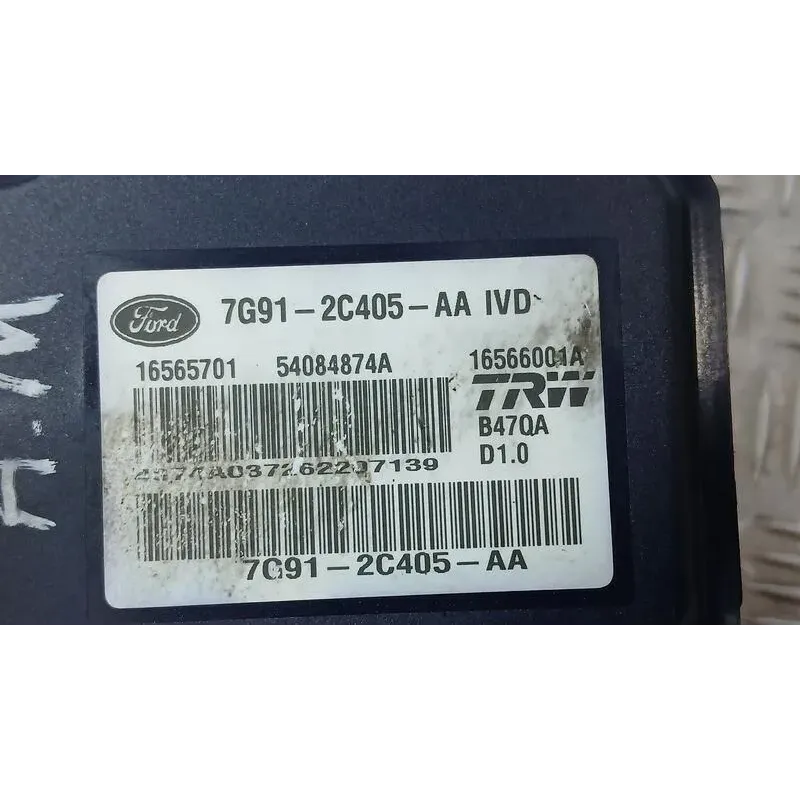 Ford 7G91-2C405-AA IVD
16565701 54084874A 16566001A
TRW
B47QA
D1.0
7G91-2C405-AA